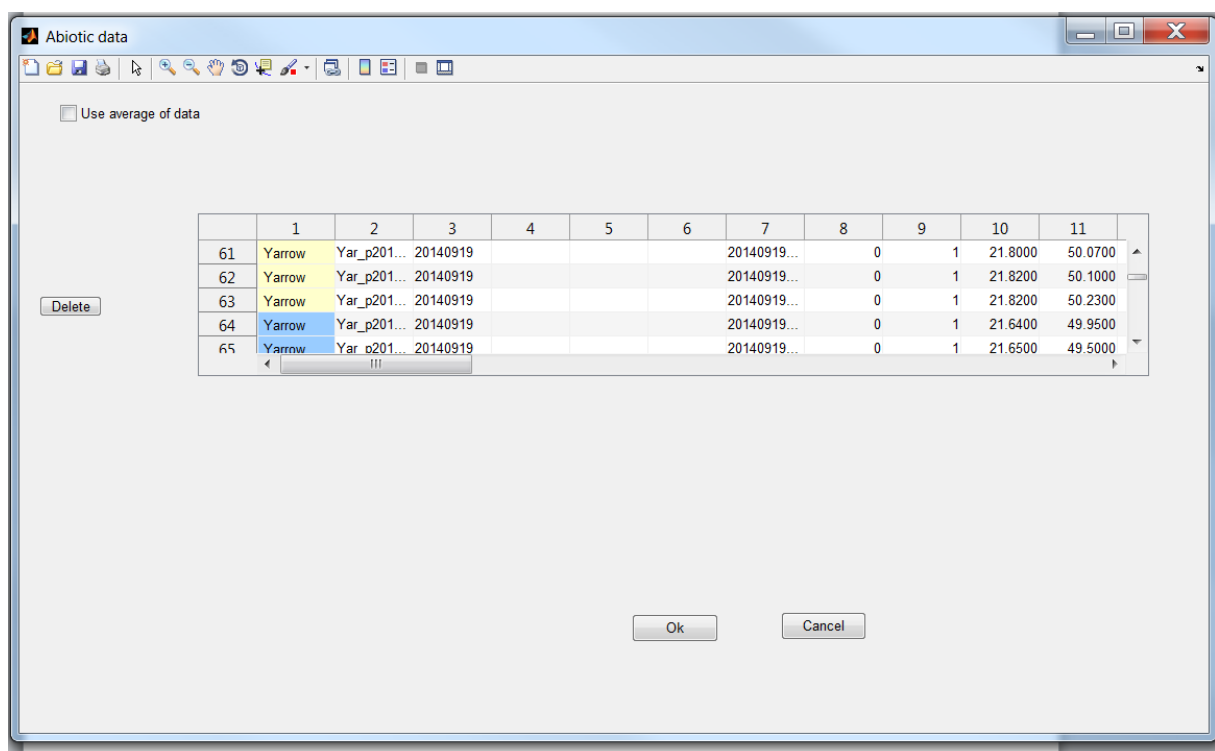 Abiotic data
Use average of data
1 2 3 4 5 6 7 8 9 10 11
61 Yarrow Yar_p201... 20140919 20140919... 0 1 21.8000 50.0700
62 Yarrow Yar_p201... 20140919 20140919... 0 1 21.8200 50.1000
63 Yarrow Yar_p201... 20140919 20140919... 0 1 21.8200 50.2300
Delete
64 Yarrow Yar_p201... 20140919 20140919... 0 1 21.6400 49.9500
65 Yarrow Yar_p201... 20140919 20140919... 0 1 21.6500 49.5000
Ok Cancel